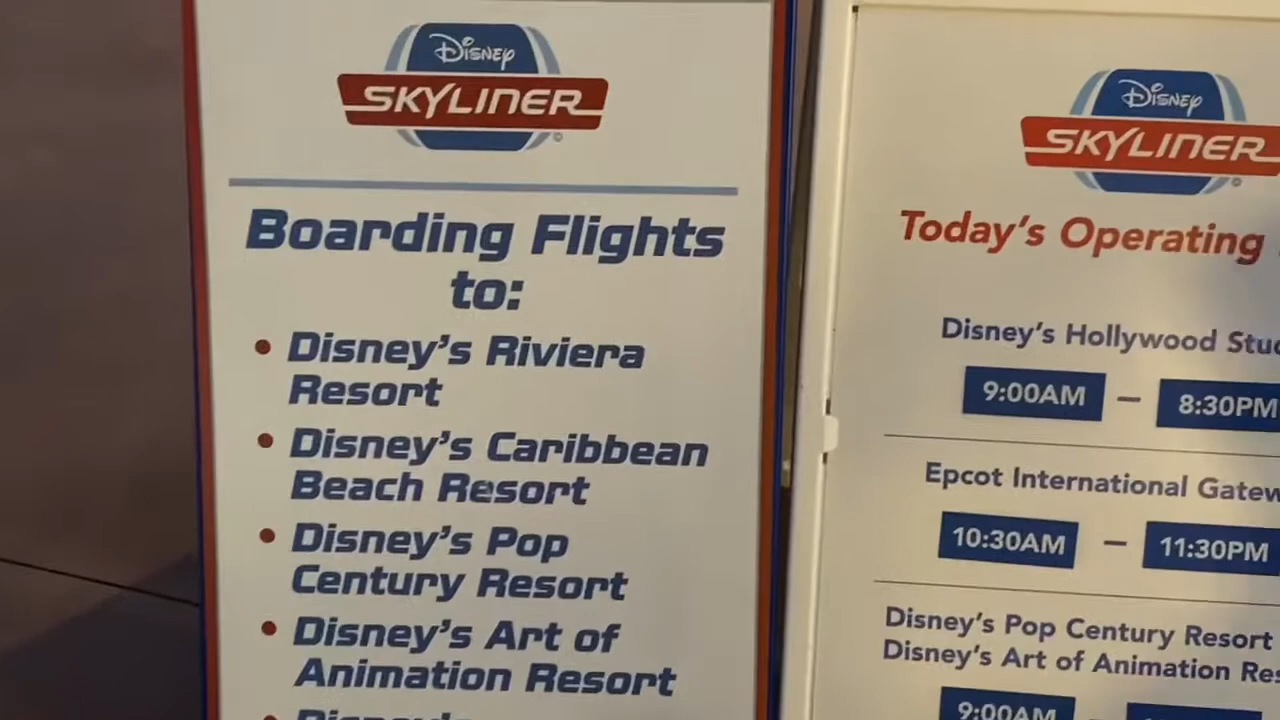 Disney
SKYLINER
Boarding Flights
to:
• Disney's Riviera
Resort
• Disney's Caribbean
Beach Resort
• Disney's Pop
Century Resort
• Disney's Art of
Animation Resort
Disney
SKYLINER
Today's Operating
Disney's Hollywood
9:00AM – 8:30PM
Epcot International
10:30AM – 11:30PM
Disney's Pop Century Resort
Disney's Art of Animation
9:00AM